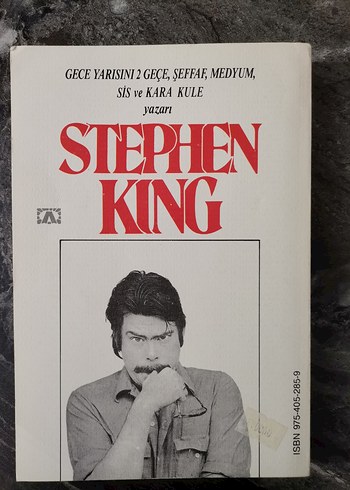 GECE YARISINI 2 GEÇE, ŞEFFAF, MEDYUM,
SİS ve KARA KULE
yazarı
STEPHEN
KING
ISBN 975-405-285-9